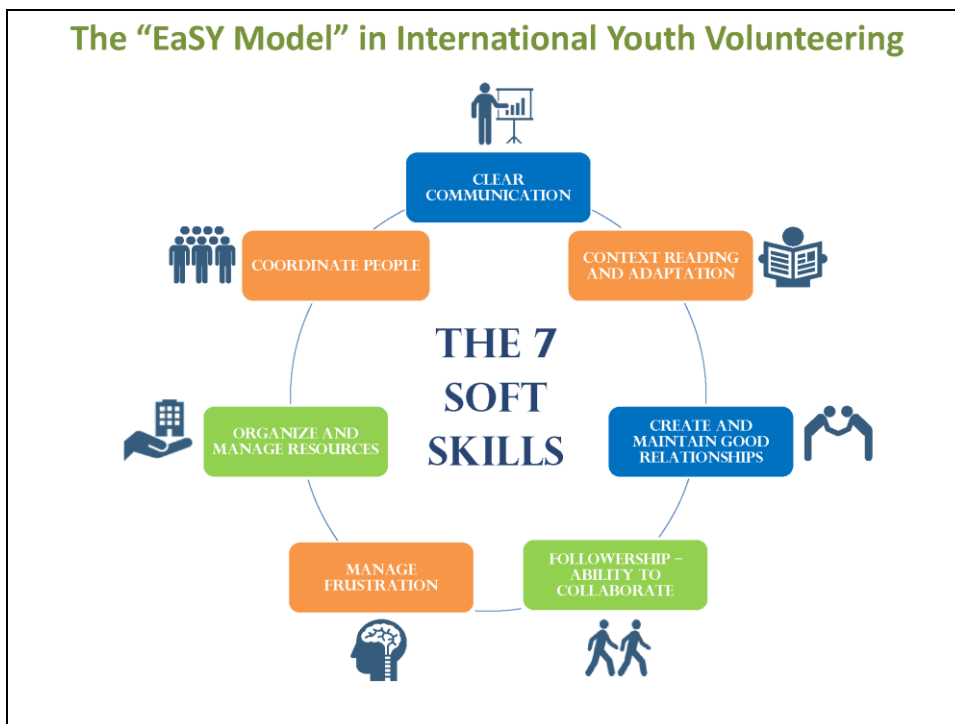 The “EaSY Model” in International Youth Volunteering
CLEAR
COMMUNICATION
CONTEXT READING
AND ADAPTATION
CREATE AND
MAINTAIN GOOD
RELATIONSHIPS
FOLLOWERSHIP –
ABILITY TO
COLLABORATE
MANAGE
FRUSTRATION
ORGANIZE AND
MANAGE RESOURCES
COORDINATE PEOPLE
THE 7
SOFT
SKILLS